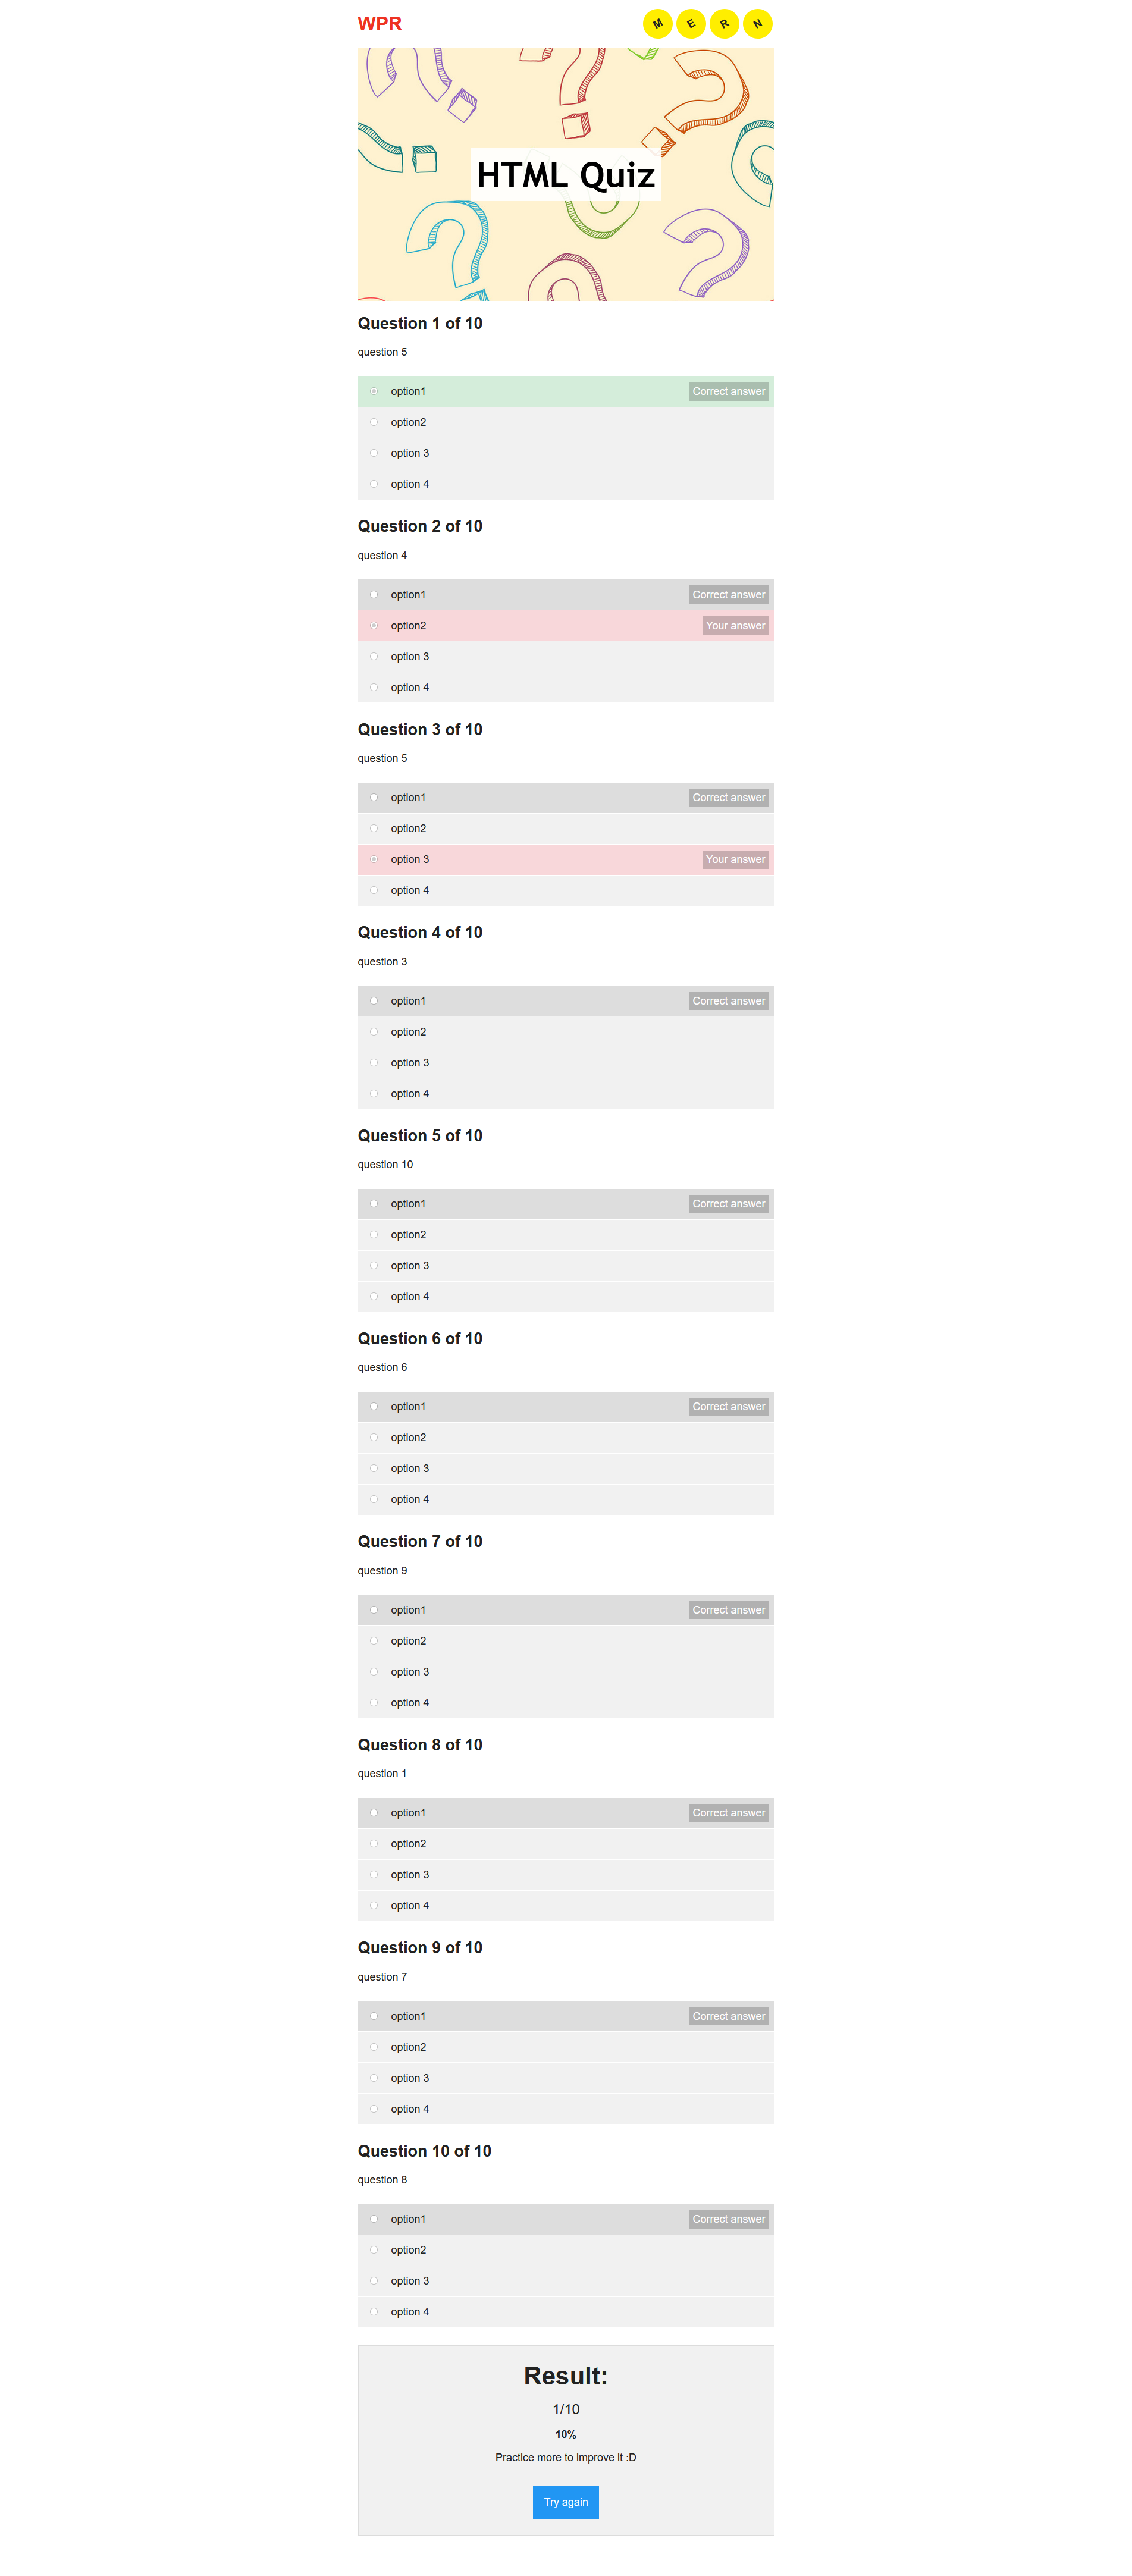 WPR M E R N
HTML Quiz
Question 1 of 10
question 5
option1 Correct answer
option2
option 3
option 4
Question 2 of 10
question 4
option1 Correct answer
option2 Your answer
option 3
option 4
Question 3 of 10
question 5
option1 Correct answer
option2
option 3 Your answer
option 4
Question 4 of 10
question 3
option1 Correct answer
option2
option 3
option 4
Question 5 of 10
question 10
option1 Correct answer
option2
option 3
option 4
Question 6 of 10
question 6
option1 Correct answer
option2
option 3
option 4
Question 7 of 10
question 9
option1 Correct answer
option2
option 3
option 4
Question 8 of 10
question 1
option1 Correct answer
option2
option 3
option 4
Question 9 of 10
question 7
option1 Correct answer
option2
option 3
option 4
Question 10 of 10
question 8
option1 Correct answer
option2
option 3
option 4
Result:
1/10
10%
Practice more to improve it :D
Try again